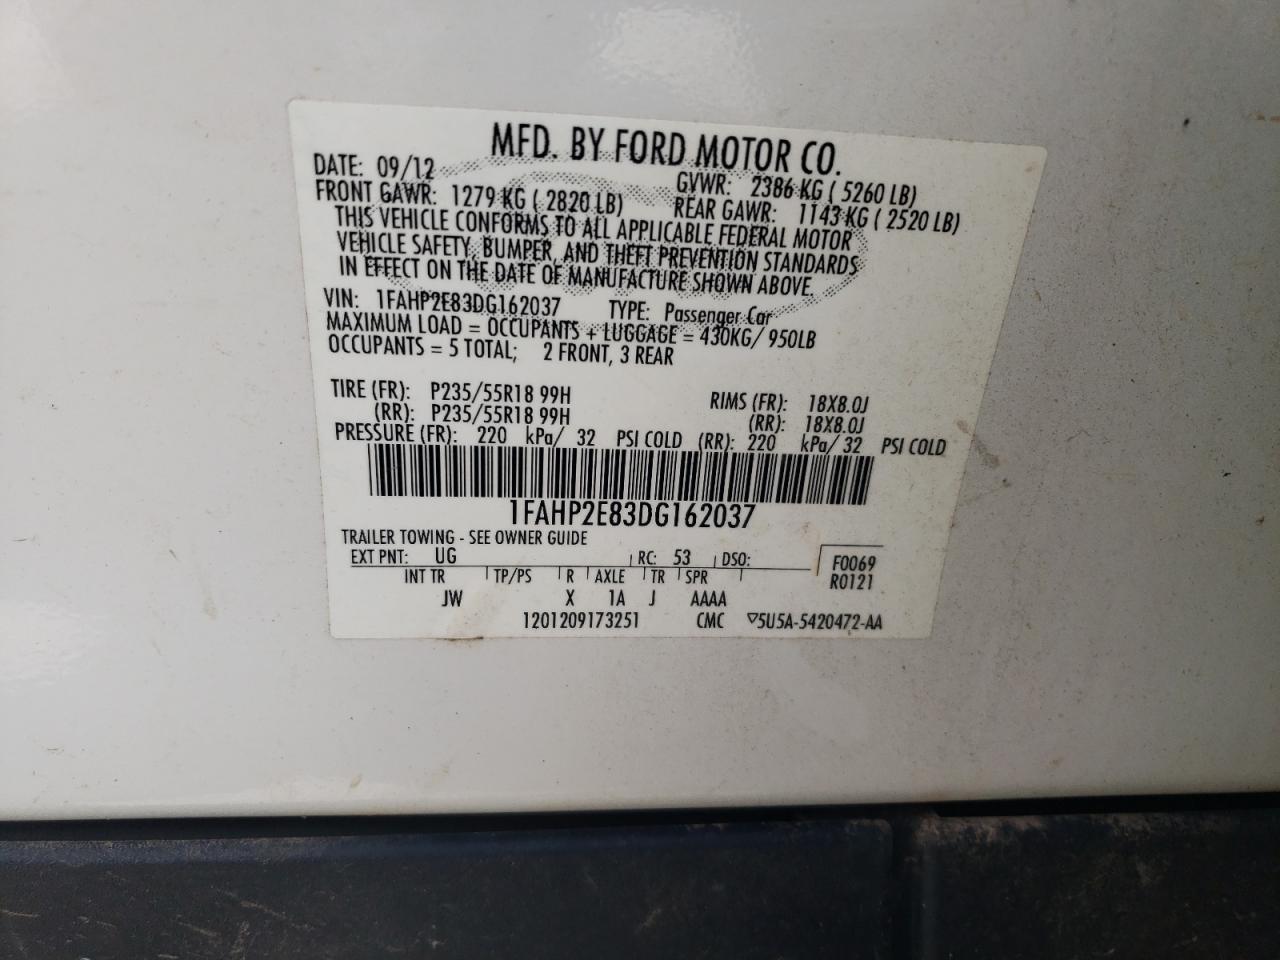 MFD. BY FORD MOTOR CO.
DATE: 09/12 GVWR: 2386 KG ( 5260 LB)
FRONT GAWR: 1279 KG ( 2820 LB) REAR GAWR: 1143 KG ( 2520 LB)
THIS VEHICLE CONFORMS TO ALL APPLICABLE FEDERAL MOTOR
VEHICLE SAFETY, BUMPER, AND THEFT PREVENTION STANDARDS
IN EFFECT ON THE DATE OF MANUFACTURE SHOWN ABOVE.
VIN: 1FAHP2E83DG162037 TYPE: Passenger Car
MAXIMUM LOAD = OCCUPANTS + LUGGAGE = 430KG/ 950LB
OCCUPANTS = 5 TOTAL; 2 FRONT, 3 REAR
TIRE (FR): P235/55R18 99H RIMS (FR): 18X8.0J
(RR): P235/55R18 99H (RR): 18X8.0J
PRESSURE (FR): 220 kPa/ 32 PSI COLD (RR): 220 kPa/ 32 PSI COLD
1FAHP2E83DG162037
TRAILER TOWING - SEE OWNER GUIDE
EXT PNT: UG RC: 53 DSO: F0069
R0121
INT TR TP/PS R AXLE TR SPR
JW X 1A J AAAA
1201209173251 CMC ▽5U5A-5420472-AA